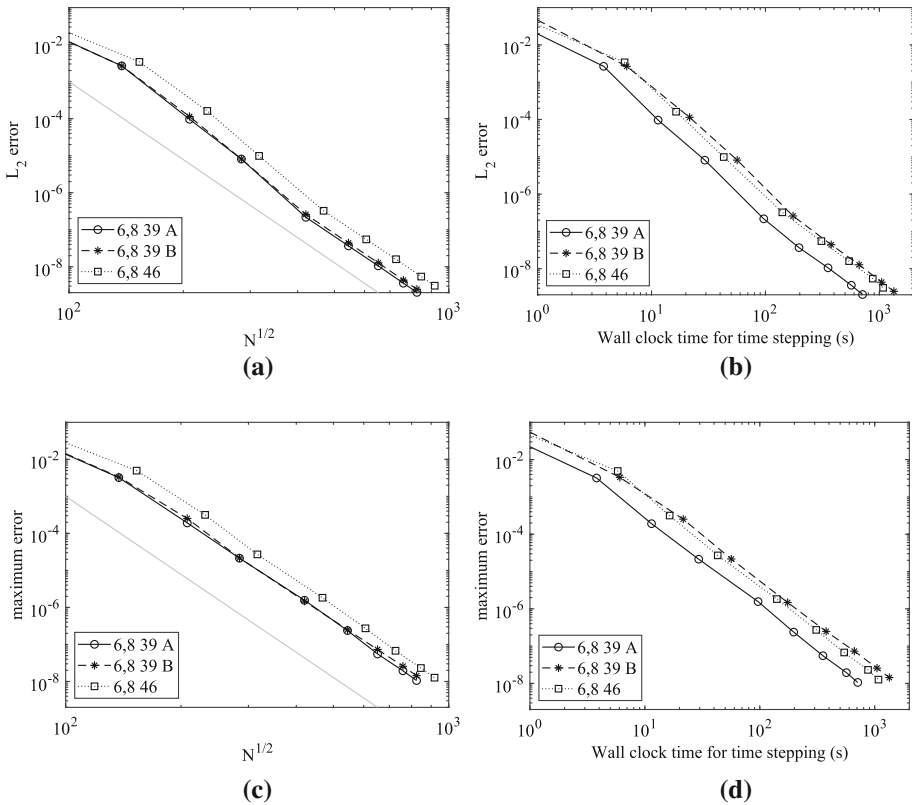 10^-2
10^-4
10^-6
10^-8
L_2 error
6,8 39 A
6,8 39 B
6,8 46
10^2
10^3
N^1/2
(a)
10^-2
10^-4
10^-6
10^-8
L_2 error
6,8 39 A
6,8 39 B
6,8 46
10^0
10^1
10^2
10^3
Wall clock time for time stepping (s)
(b)
10^-2
10^-4
10^-6
10^-8
maximum error
6,8 39 A
6,8 39 B
6,8 46
10^2
10^3
N^1/2
(c)
10^-2
10^-4
10^-6
10^-8
maximum error
6,8 39 A
6,8 39 B
6,8 46
10^0
10^1
10^2
10^3
Wall clock time for time stepping (s)
(d)